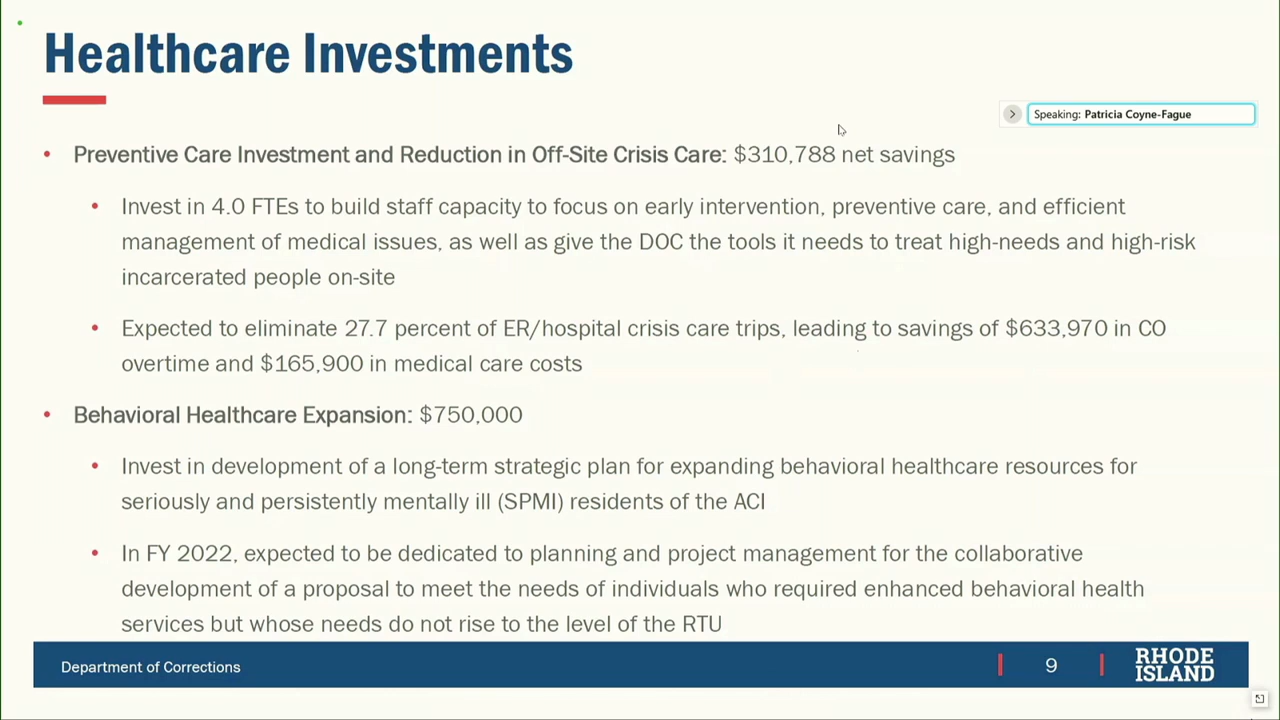 Healthcare Investments
Speaking: Patricia Coyne-Fague
• Preventive Care Investment and Reduction in Off-Site Crisis Care: $310,788 net savings
• Invest in 4.0 FTEs to build staff capacity to focus on early intervention, preventive care, and efficient
management of medical issues, as well as give the DOC the tools it needs to treat high-needs and high-risk
incarcerated people on-site
• Expected to eliminate 27.7 percent of ER/hospital crisis care trips, leading to savings of $633,970 in CO
overtime and $165,900 in medical care costs
• Behavioral Healthcare Expansion: $750,000
• Invest in development of a long-term strategic plan for expanding behavioral healthcare resources for
seriously and persistently mentally ill (SPMI) residents of the ACI
• In FY 2022, expected to be dedicated to planning and project management for the collaborative
development of a proposal to meet the needs of individuals who required enhanced behavioral health
services but whose needs do not rise to the level of the RTU
Department of Corrections
9
RHODE
ISLAND